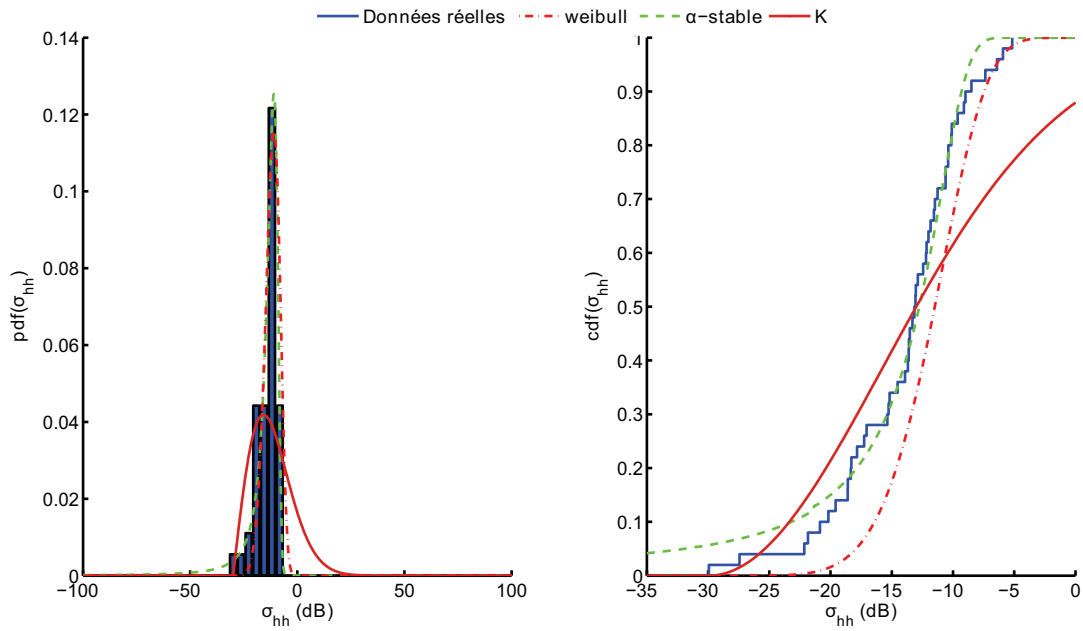 Données réelles weibull α−stable K
0.14
0.12
0.1
0.08
0.06
0.04
0.02
0
pdf(σhh)
−100 −50 0 50 100
σhh (dB)
1
0.9
0.8
0.7
0.6
0.5
0.4
0.3
0.2
0.1
0
cdf(σhh)
−35 −30 −25 −20 −15 −10 −5 0
σhh (dB)